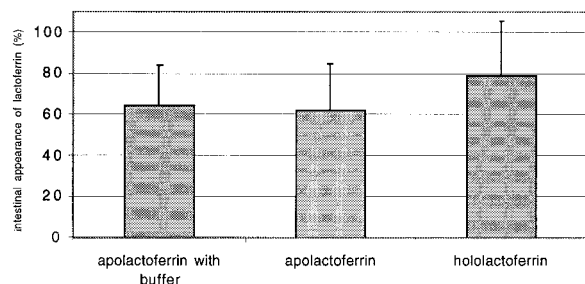 intestinal appearance of lactoferrin (%)
100
80
60
40
20
0
apolactoferrin with
buffer
apolactoferrin
hololactoferrin